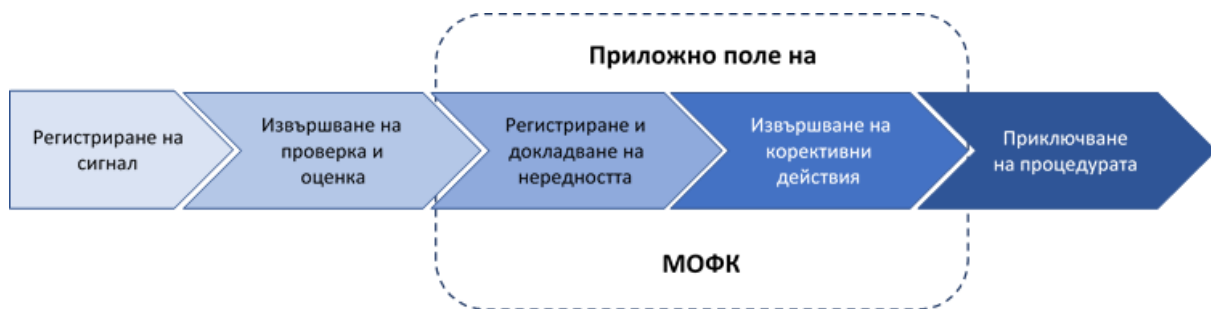 Приложно поле на
Регистриране на
сигнал
Извършване на
проверка и
оценка
Регистриране и
докладване на
нередността
Извършване на
корективни
действия
Приключване
на процедурата
МОФК